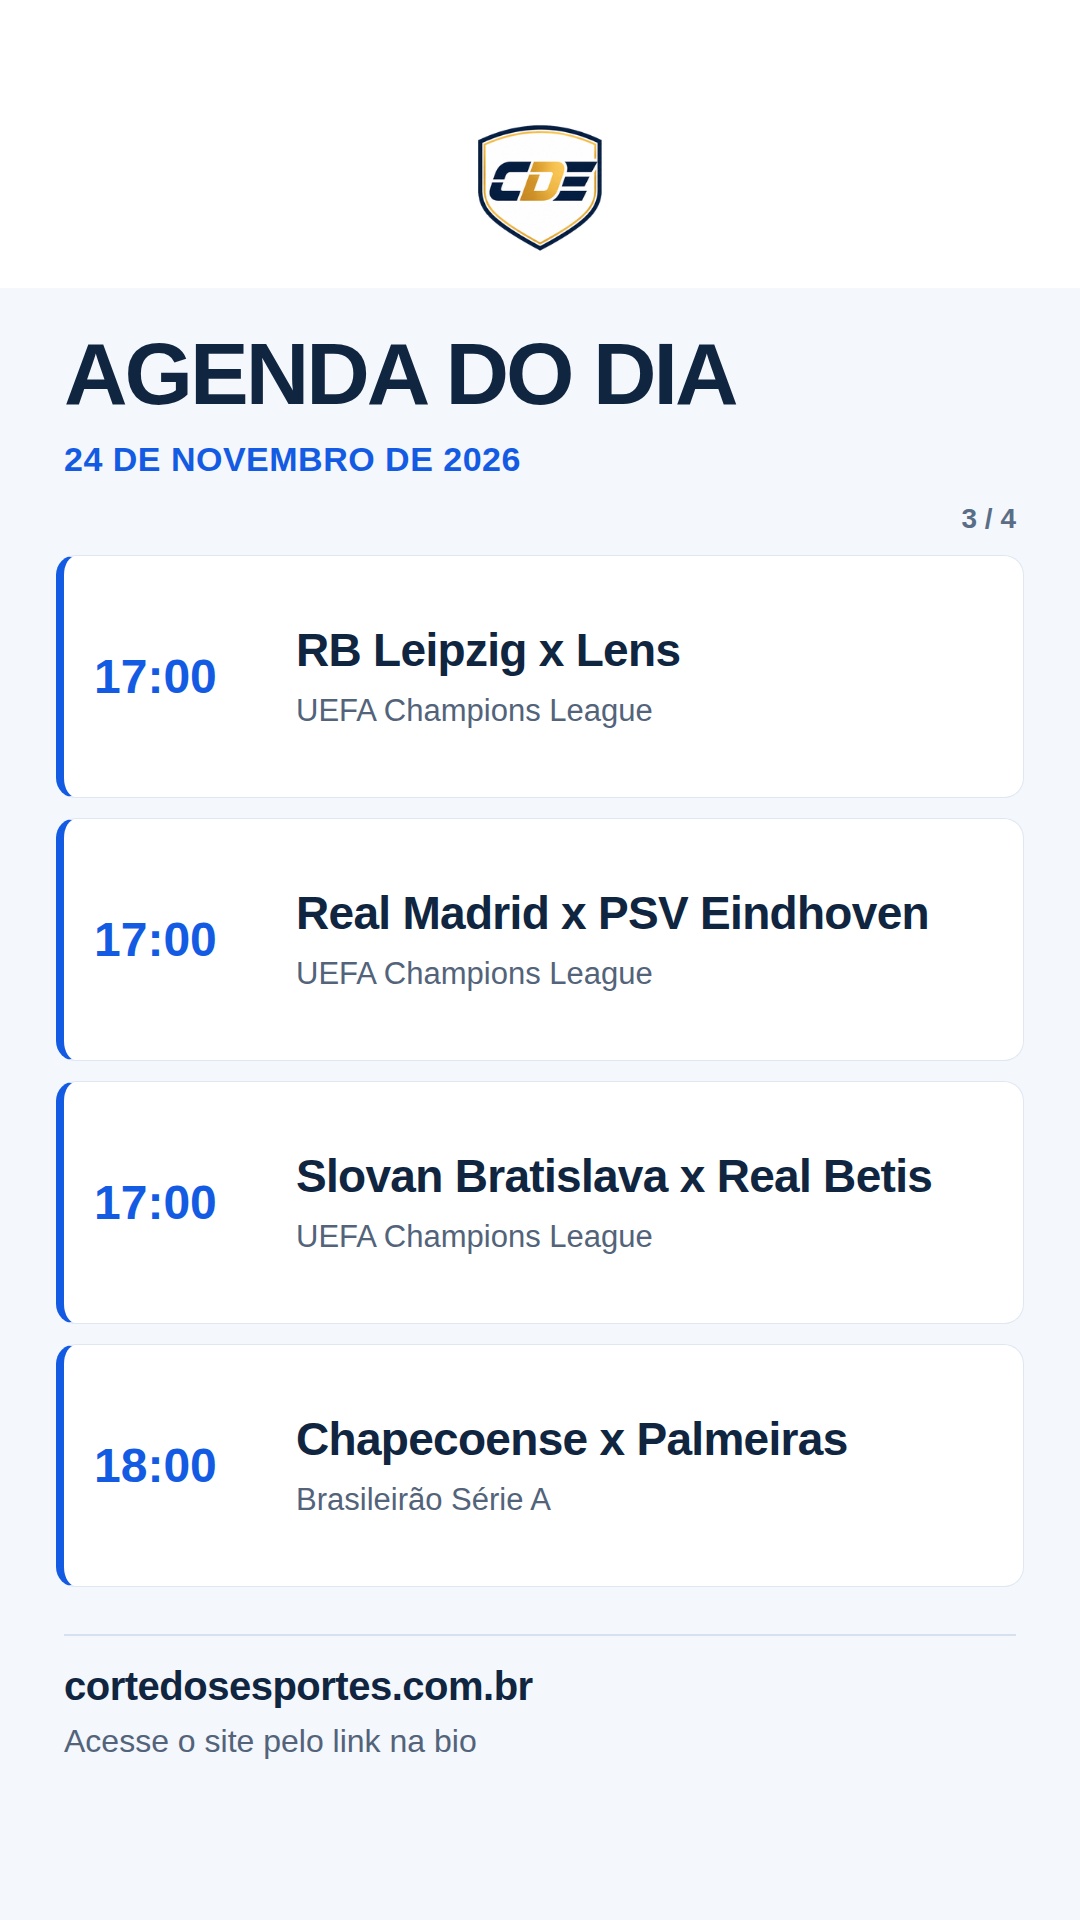 CDE
AGENDA DO DIA
24 DE NOVEMBRO DE 2026
3 / 4
17:00
RB Leipzig x Lens
UEFA Champions League
17:00
Real Madrid x PSV Eindhoven
UEFA Champions League
17:00
Slovan Bratislava x Real Betis
UEFA Champions League
18:00
Chapecoense x Palmeiras
Brasileirão Série A
cortedosesportes.com.br
Acesse o site pelo link na bio